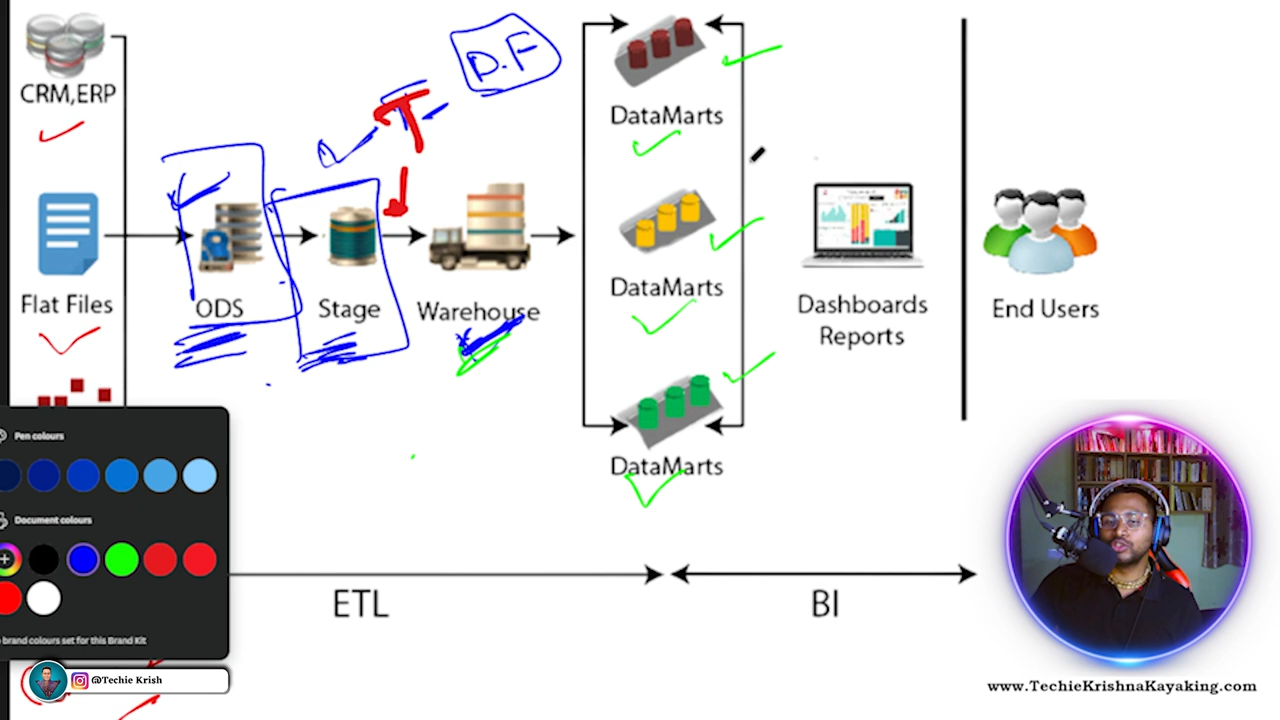 D.F
CRM,ERP
T
DataMarts
Flat Files
ODS
Stage
Warehouse
DataMarts
Dashboards
Reports
End Users
DataMarts
Pen colours
Document colours
brand colours set for this Brand Kit
ETL
BI
@Techie Krish
www.TechieKrishnaKayaking.com